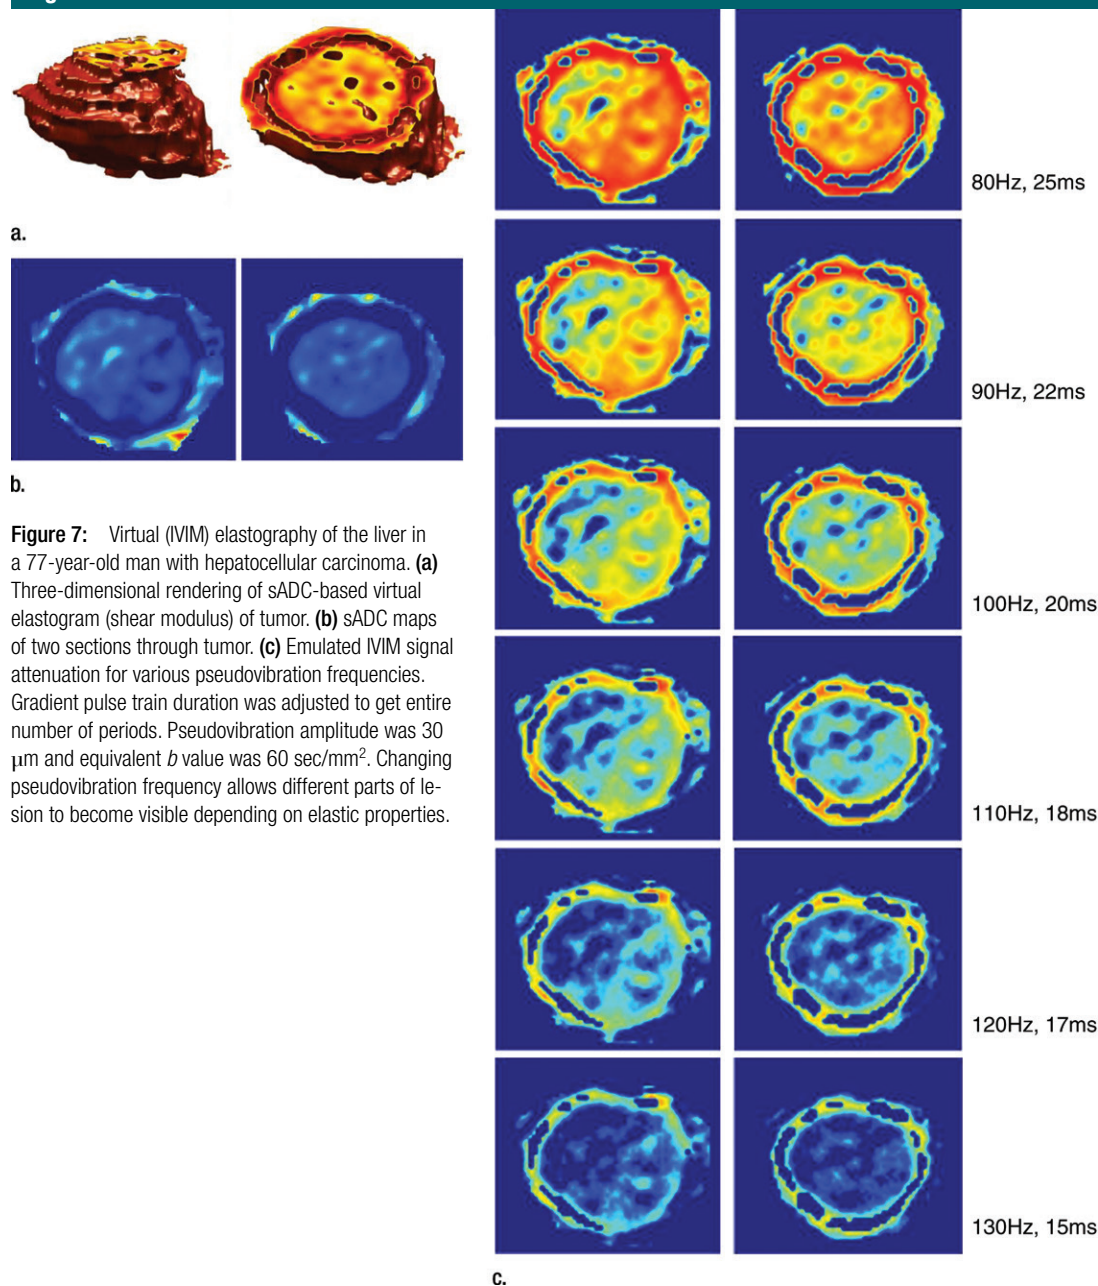 a.
b.
Figure 7: Virtual (IVIM) elastography of the liver in
a 77-year-old man with hepatocellular carcinoma. (a)
Three-dimensional rendering of sADC-based virtual
elastogram (shear modulus) of tumor. (b) sADC maps
of two sections through tumor. (c) Emulated IVIM signal
attenuation for various pseudovibration frequencies.
Gradient pulse train duration was adjusted to get entire
number of periods. Pseudovibration amplitude was 30
μm and equivalent b value was 60 sec/mm². Changing
pseudovibration frequency allows different parts of le-
sion to become visible depending on elastic properties.
80Hz, 25ms
90Hz, 22ms
100Hz, 20ms
110Hz, 18ms
120Hz, 17ms
130Hz, 15ms
c.